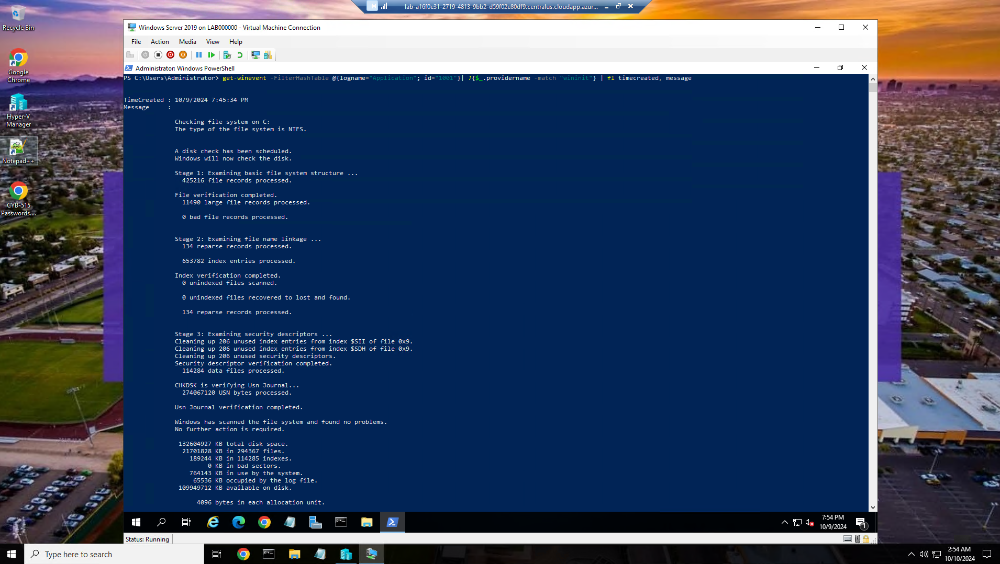 lab-a16f0e31-2719-4813-9bb2-d59f02e80df9.centralus.cloudapp.azur...
Recycle Bin
Google
Chrome
Hyper-V
Manager
Notepad++
CYB-515
Passwords....
Windows Server 2019 on LAB000000 - Virtual Machine Connection
File Action Media View Help
Administrator: Windows PowerShell
PS C:\Users\Administrator> get-winevent -FilterHashTable @{logname="Application"; id="1001"}| ?{$_.providername -match "wininit"} | fl timecreated, message
TimeCreated : 10/9/2024 7:45:34 PM
Message     :
Checking file system on C:
The type of the file system is NTFS.
A disk check has been scheduled.
Windows will now check the disk.
Stage 1: Examining basic file system structure ...
425216 file records processed.
File verification completed.
11490 large file records processed.
0 bad file records processed.
Stage 2: Examining file name linkage ...
134 reparse records processed.
653782 index entries processed.
Index verification completed.
0 unindexed files scanned.
0 unindexed files recovered to lost and found.
134 reparse records processed.
Stage 3: Examining security descriptors ...
Cleaning up 206 unused index entries from index $SII of file 0x9.
Cleaning up 206 unused index entries from index $SDH of file 0x9.
Cleaning up 206 unused security descriptors.
Security descriptor verification completed.
114284 data files processed.
CHKDSK is verifying Usn Journal...
274067120 USN bytes processed.
Usn Journal verification completed.
Windows has scanned the file system and found no problems.
No further action is required.
132604927 KB total disk space.
21701828 KB in 294367 files.
189244 KB in 114285 indexes.
0 KB in bad sectors.
764143 KB in use by the system.
65536 KB occupied by the log file.
109949712 KB available on disk.
4096 bytes in each allocation unit.
7:54 PM
10/9/2024
1
Status: Running
Type here to search
2:54 AM
10/10/2024